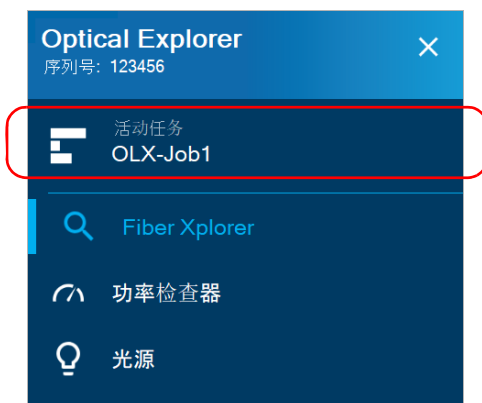 Optical Explorer
序列号: 123456
活动任务
OLX-Job1
Fiber Xplorer
功率检查器
光源